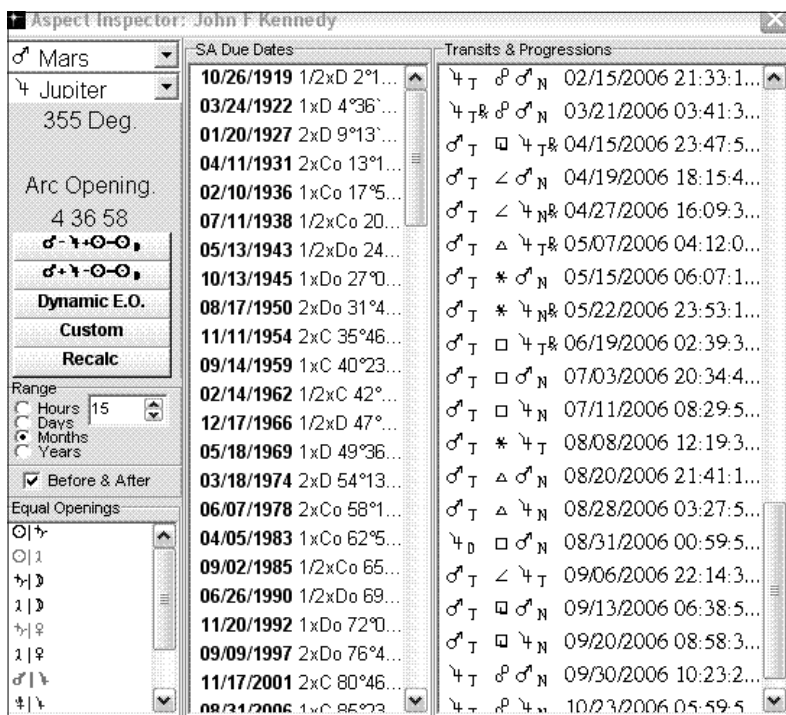 Aspect Inspector: John F Kennedy
♂ Mars
♃ Jupiter
355 Deg.
Arc Opening.
4 36 58
Dynamic E.O.
Custom
Recalc
Range
Hours 15
Days
Months
Years
Before & After
Equal Openings
SA Due Dates
10/26/1919 1/2xD 2°1...
03/24/1922 1xD 4°36`...
01/20/1927 2xD 9°13`...
04/11/1931 2xCo 13°1...
02/10/1936 1xCo 17°5...
07/11/1938 1/2xCo 20...
05/13/1943 1/2xDo 24...
10/13/1945 1xDo 27°0...
08/17/1950 2xDo 31°4...
11/11/1954 2xC 35°46...
09/14/1959 1xC 40°23...
02/14/1962 1/2xC 42°...
12/17/1966 1/2xD 47°...
05/18/1969 1xD 49°36...
03/18/1974 2xD 54°13...
06/07/1978 2xCo 58°1...
04/05/1983 1xCo 62°5...
09/02/1985 1/2xCo 65...
06/26/1990 1/2xDo 69...
11/20/1992 1xDo 72°0...
09/09/1997 2xDo 76°4...
11/17/2001 2xC 80°46...
08/31/2006 1xC 85°23...
Transits & Progressions
♃ T ☍ ♂ N 02/15/2006 21:33:1...
♃ T℞ ☍ ♂ N 03/21/2006 03:41:3...
♂ T ⚼ ♃ T℞ 04/15/2006 23:47:5...
♂ T ∠ ♂ N 04/19/2006 18:15:4...
♂ T ∠ ♃ N℞ 04/27/2006 16:09:3...
♂ T △ ♃ T℞ 05/07/2006 04:12:0...
♂ T ⚹ ♂ N 05/15/2006 06:07:1...
♂ T ⚹ ♃ N℞ 05/22/2006 23:53:1...
♂ T □ ♃ T℞ 06/19/2006 02:39:3...
♂ T □ ♂ N 07/03/2006 20:34:4...
♂ T □ ♃ N 07/11/2006 08:29:5...
♂ T ⚹ ♃ T 08/08/2006 12:19:3...
♂ T △ ♂ N 08/20/2006 21:41:1...
♂ T △ ♃ N 08/28/2006 03:27:5...
♃ D □ ♂ N 08/31/2006 00:59:5...
♂ T ∠ ♃ T 09/06/2006 22:14:3...
♂ T ⚼ ♂ N 09/13/2006 06:38:5...
♂ T ⚼ ♃ N 09/20/2006 08:58:3...
♃ T ☍ ♂ N 09/30/2006 10:23:2...
♃ T ☍ ♃ N 10/23/2006 05:59:5...